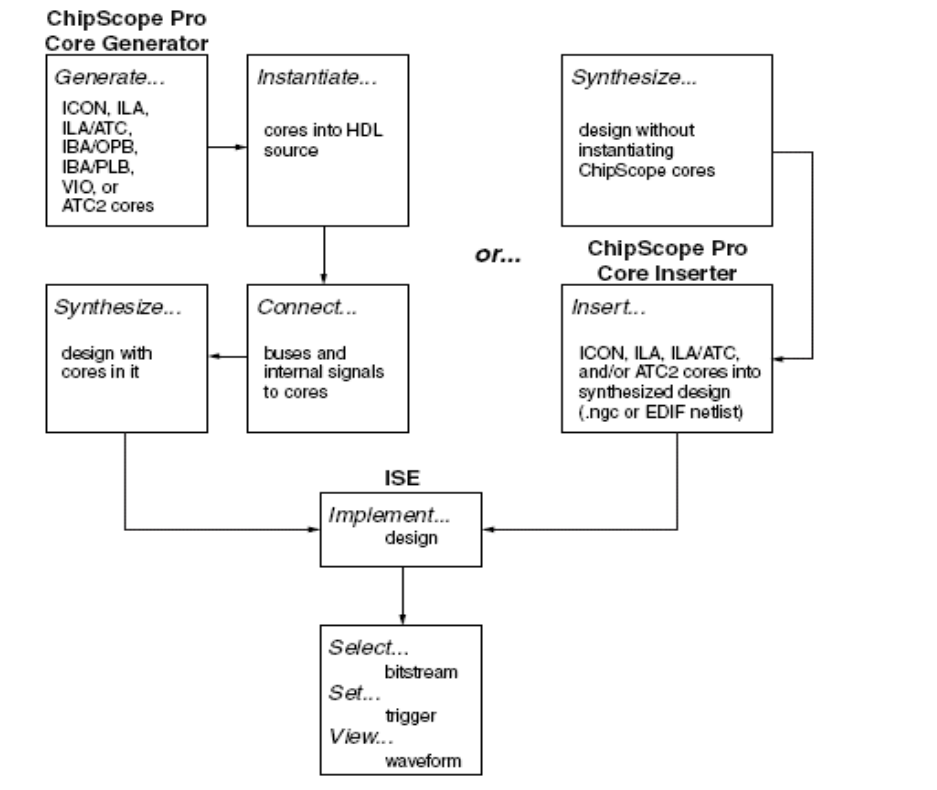 ChipScope Pro
Core Generator
Generate...
ICON, ILA,
ILA/ATC,
IBA/OPB,
IBA/PLB,
VIO, or
ATC2 cores
Instantiate...
cores into HDL
source
Synthesize...
design with
cores in it
Connect...
buses and
internal signals
to cores
or...
Synthesize...
design without
instantiating
ChipScope cores
ChipScope Pro
Core Inserter
Insert...
ICON, ILA, ILA/ATC,
and/or ATC2 cores into
synthesized design
(.ngc or EDIF netlist)
ISE
Implement...
design
Select...
bitstream
Set...
trigger
View...
waveform